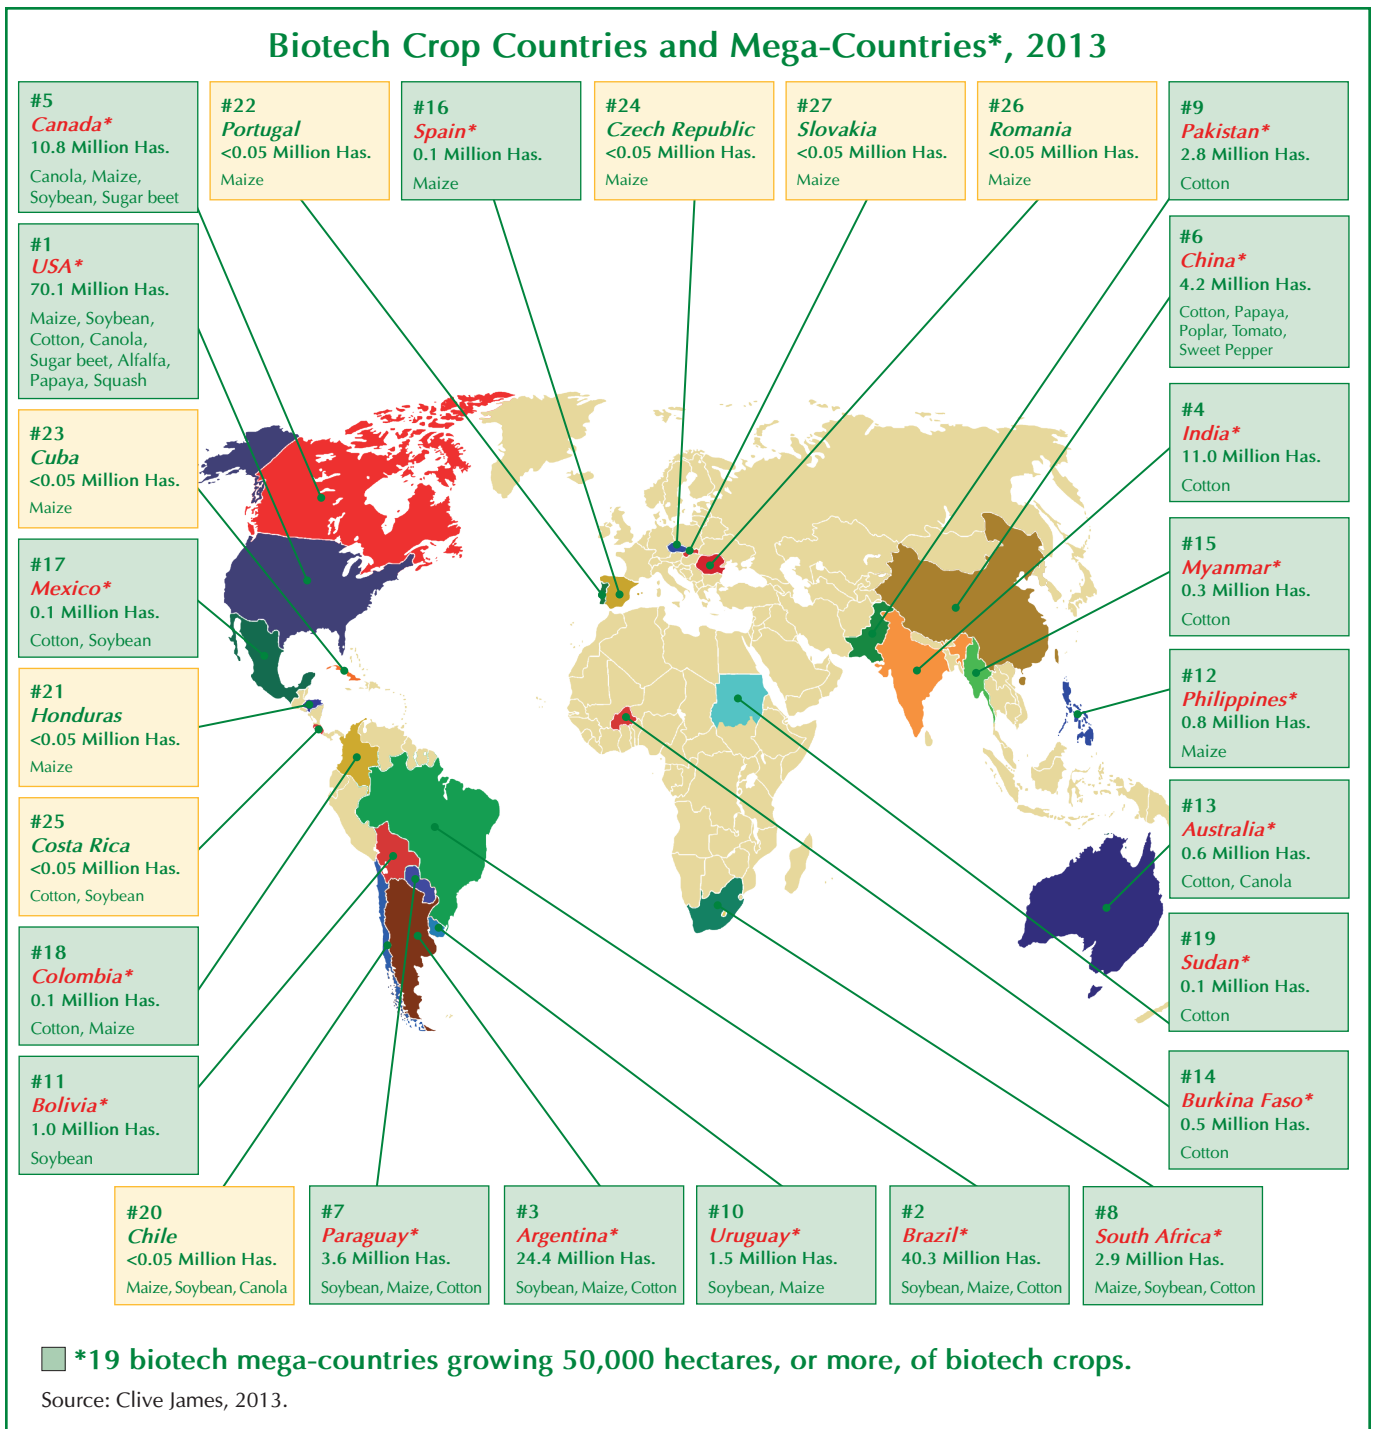 Biotech Crop Countries and Mega-Countries*, 2013
#5
Canada*
10.8 Million Has.
Canola, Maize,
Soybean, Sugar beet
#22
Portugal
<0.05 Million Has.
Maize
#16
Spain*
0.1 Million Has.
Maize
#24
Czech Republic
<0.05 Million Has.
Maize
#27
Slovakia
<0.05 Million Has.
Maize
#26
Romania
<0.05 Million Has.
Maize
#9
Pakistan*
2.8 Million Has.
Cotton
#1
USA*
70.1 Million Has.
Maize, Soybean,
Cotton, Canola,
Sugar beet, Alfalfa,
Papaya, Squash
#6
China*
4.2 Million Has.
Cotton, Papaya,
Poplar, Tomato,
Sweet Pepper
#23
Cuba
<0.05 Million Has.
Maize
#4
India*
11.0 Million Has.
Cotton
#17
Mexico*
0.1 Million Has.
Cotton, Soybean
#15
Myanmar*
0.3 Million Has.
Cotton
#21
Honduras
<0.05 Million Has.
Maize
#12
Philippines*
0.8 Million Has.
Maize
#25
Costa Rica
<0.05 Million Has.
Cotton, Soybean
#13
Australia*
0.6 Million Has.
Cotton, Canola
#18
Colombia*
0.1 Million Has.
Cotton, Maize
#19
Sudan*
0.1 Million Has.
Cotton
#11
Bolivia*
1.0 Million Has.
Soybean
#14
Burkina Faso*
0.5 Million Has.
Cotton
#20
Chile
<0.05 Million Has.
Maize, Soybean, Canola
#7
Paraguay*
3.6 Million Has.
Soybean, Maize, Cotton
#3
Argentina*
24.4 Million Has.
Soybean, Maize, Cotton
#10
Uruguay*
1.5 Million Has.
Soybean, Maize
#2
Brazil*
40.3 Million Has.
Soybean, Maize, Cotton
#8
South Africa*
2.9 Million Has.
Maize, Soybean, Cotton
*19 biotech mega-countries growing 50,000 hectares, or more, of biotech crops.
Source: Clive James, 2013.